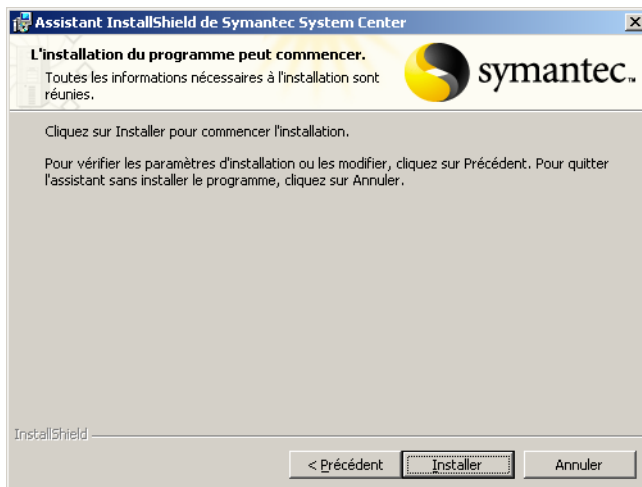 Assistant InstallShield de Symantec System Center
L'installation du programme peut commencer.
Toutes les informations nécessaires à l'installation sont
réunies.
symantec™
Cliquez sur Installer pour commencer l'installation.
Pour vérifier les paramètres d'installation ou les modifier, cliquez sur Précédent. Pour quitter
l'assistant sans installer le programme, cliquez sur Annuler.
InstallShield
< Précédent
Installer
Annuler